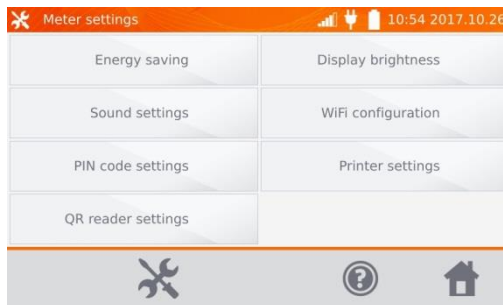 Meter settings 10:54 2017.10.26
Energy saving Display brightness
Sound settings WiFi configuration
PIN code settings Printer settings
QR reader settings